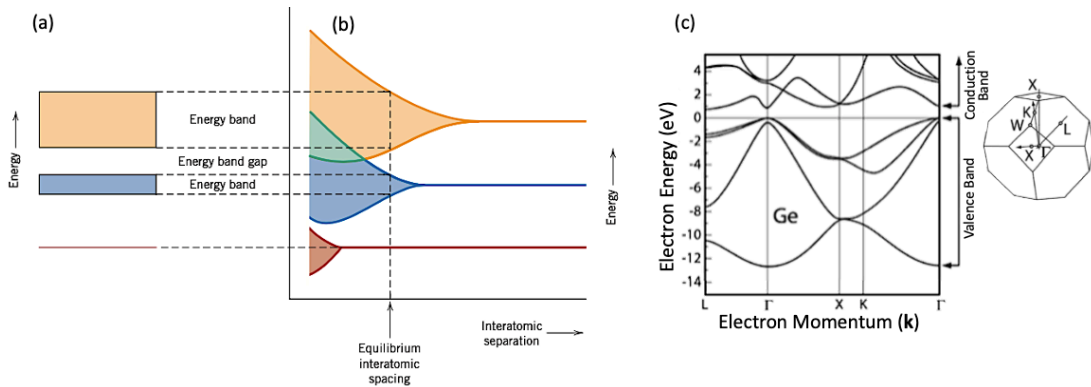 (a)
Energy
Energy band
Energy band gap
Energy band
(b)
Energy
Interatomic
separation
Equilibrium
interatomic
spacing
Energy
(c)
Electron Energy (eV)
4
2
0
-2
-4
-6
-8
-10
-12
-14
Ge
L
Γ
X
K
Γ
Electron Momentum (k)
Conduction
Band
Valence Band
X
K
W
L
X
Γ